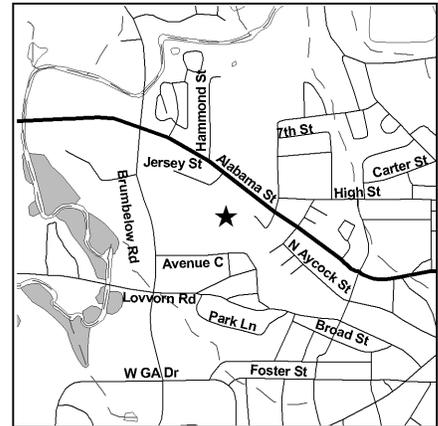 Hammond St
7th St
Jersey St
Alabama St
Carter St
High St
Brumbelow Rd
N Aycock St
Avenue C
Lovvorn Rd
Park Ln
Broad St
W GA Dr
Foster St